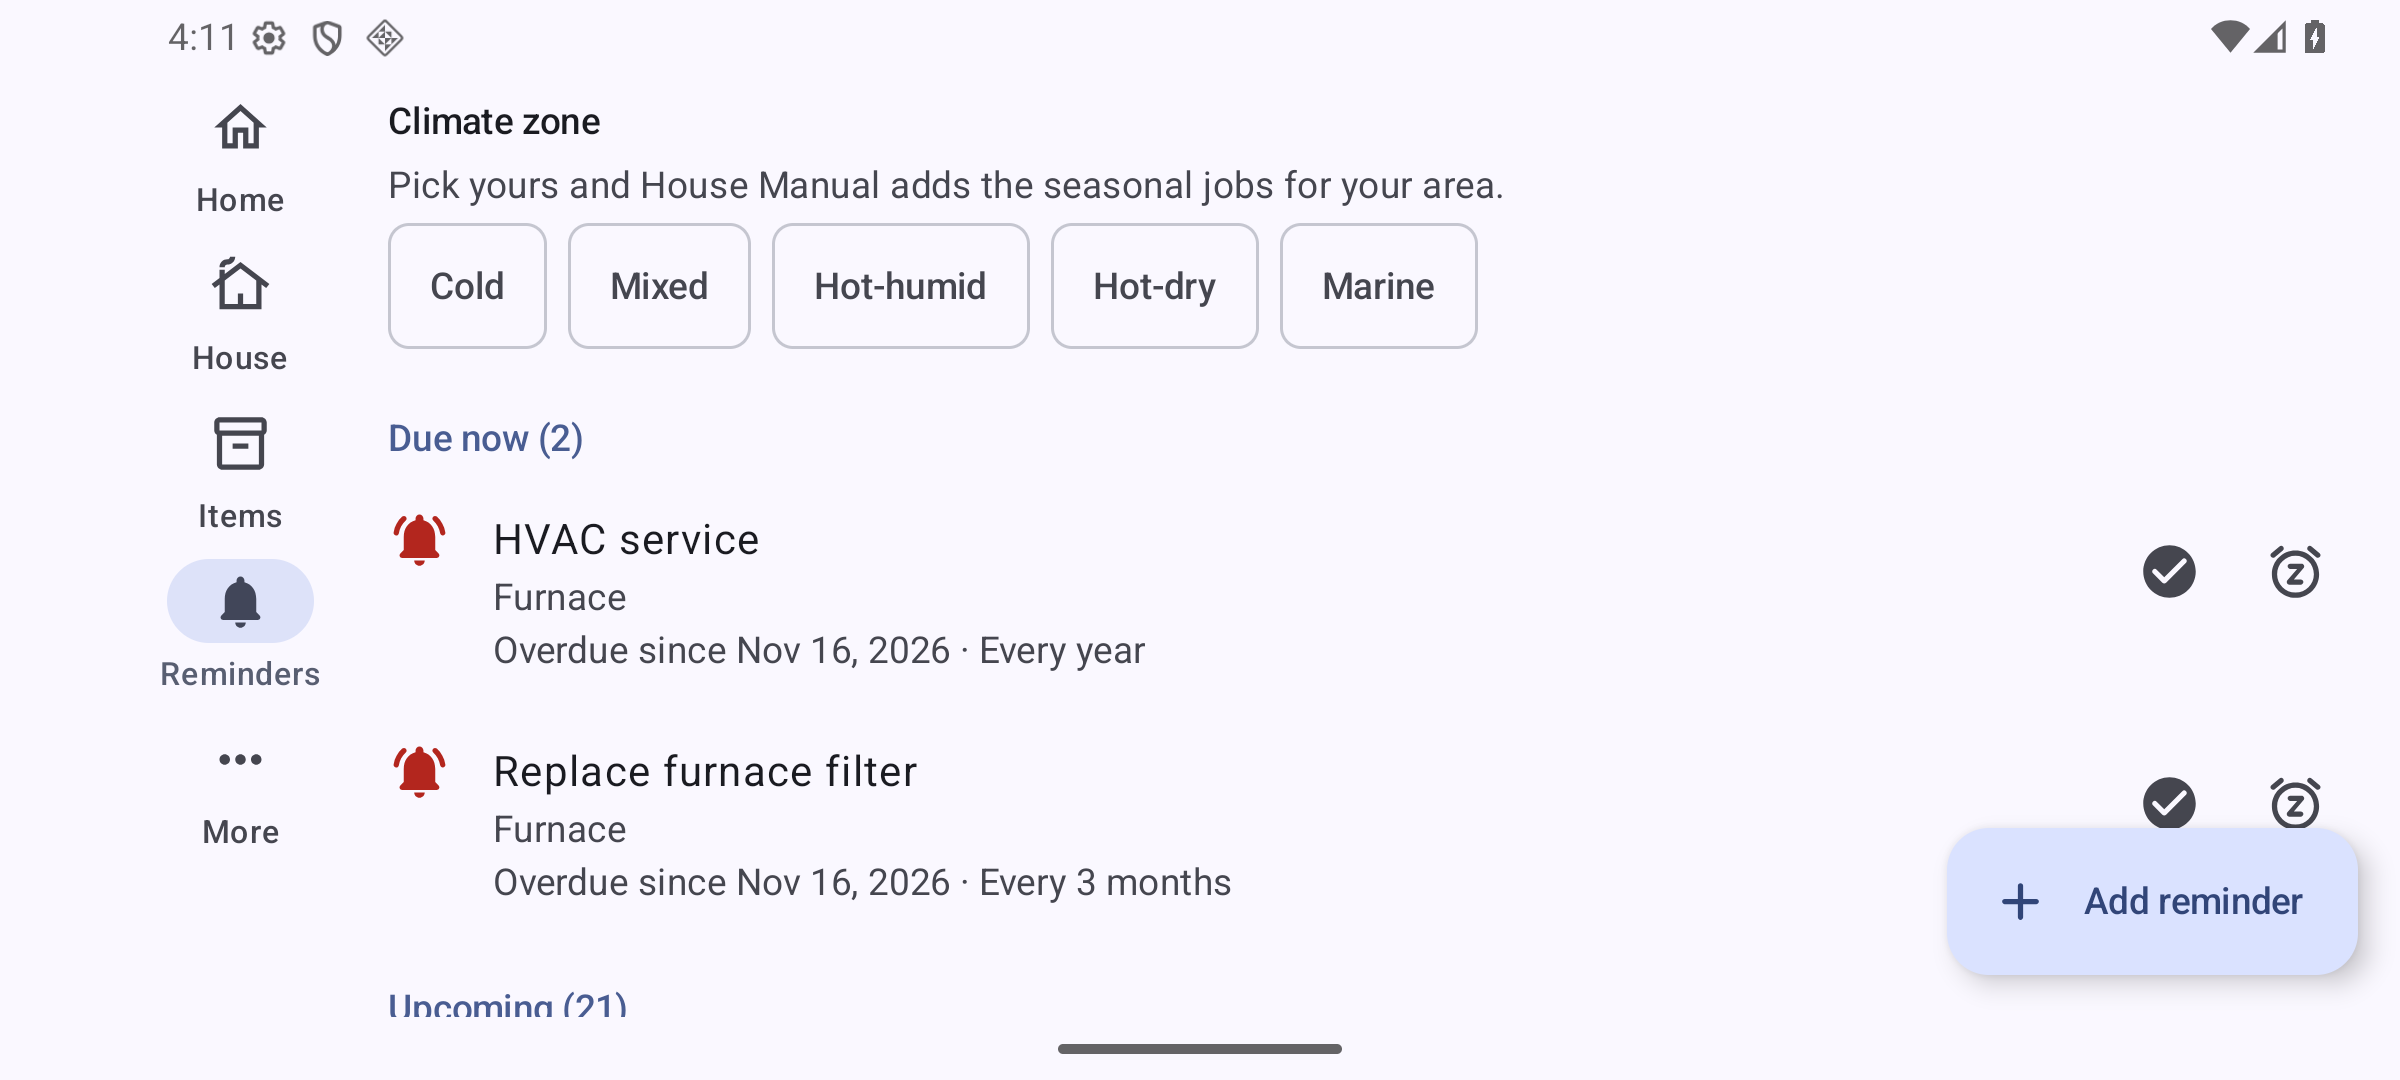 4:11
Home
House
Items
Reminders
More
Climate zone
Pick yours and House Manual adds the seasonal jobs for your area.
Cold
Mixed
Hot-humid
Hot-dry
Marine
Due now (2)
HVAC service
Furnace
Overdue since Nov 16, 2026 · Every year
Replace furnace filter
Furnace
Overdue since Nov 16, 2026 · Every 3 months
Add reminder
Upcoming (21)